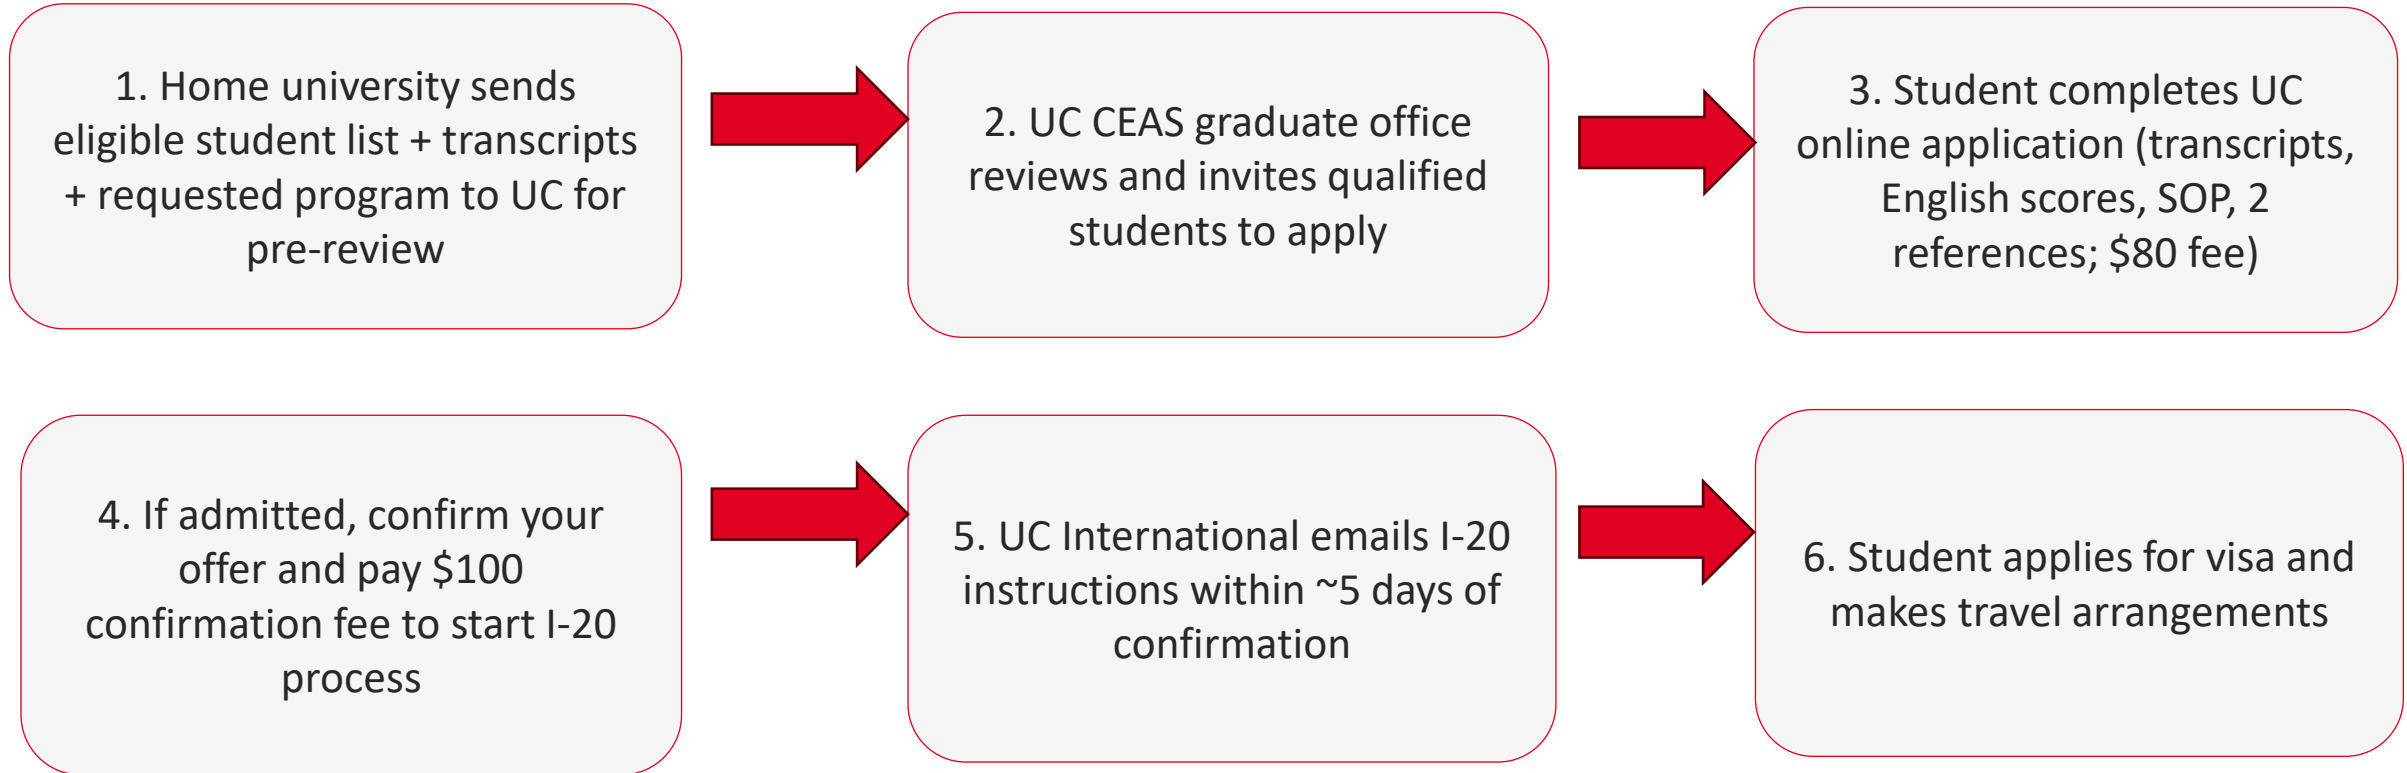 1. Home university sends
eligible student list + transcripts
+ requested program to UC for
pre-review
2. UC CEAS graduate office
reviews and invites qualified
students to apply
3. Student completes UC
online application (transcripts,
English scores, SOP, 2
references; $80 fee)
4. If admitted, confirm your
offer and pay $100
confirmation fee to start I-20
process
5. UC International emails I-20
instructions within ~5 days of
confirmation
6. Student applies for visa and
makes travel arrangements